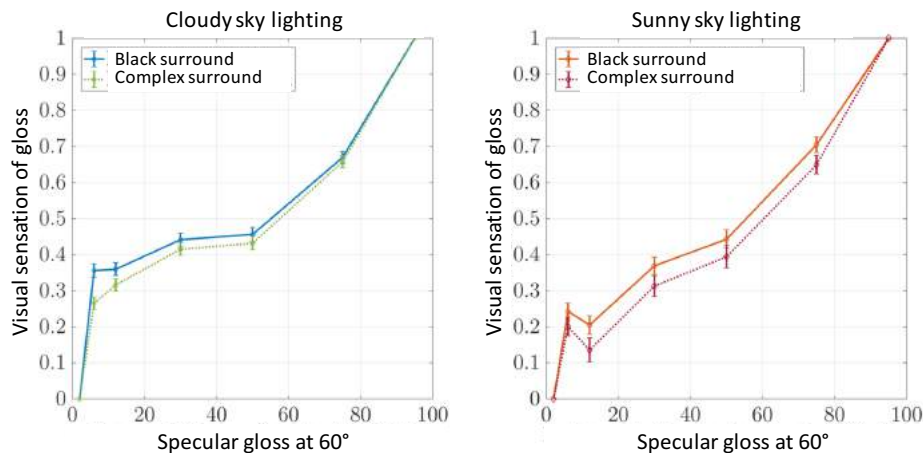 Cloudy sky lighting
1
Black surround
Complex surround
0.9
0.8
0.7
0.6
0.5
0.4
0.3
0.2
0.1
0
0 20 40 60 80 100
Visual sensation of gloss
Specular gloss at 60°
Sunny sky lighting
1
Black surround
Complex surround
0.9
0.8
0.7
0.6
0.5
0.4
0.3
0.2
0.1
0
0 20 40 60 80 100
Visual sensation of gloss
Specular gloss at 60°